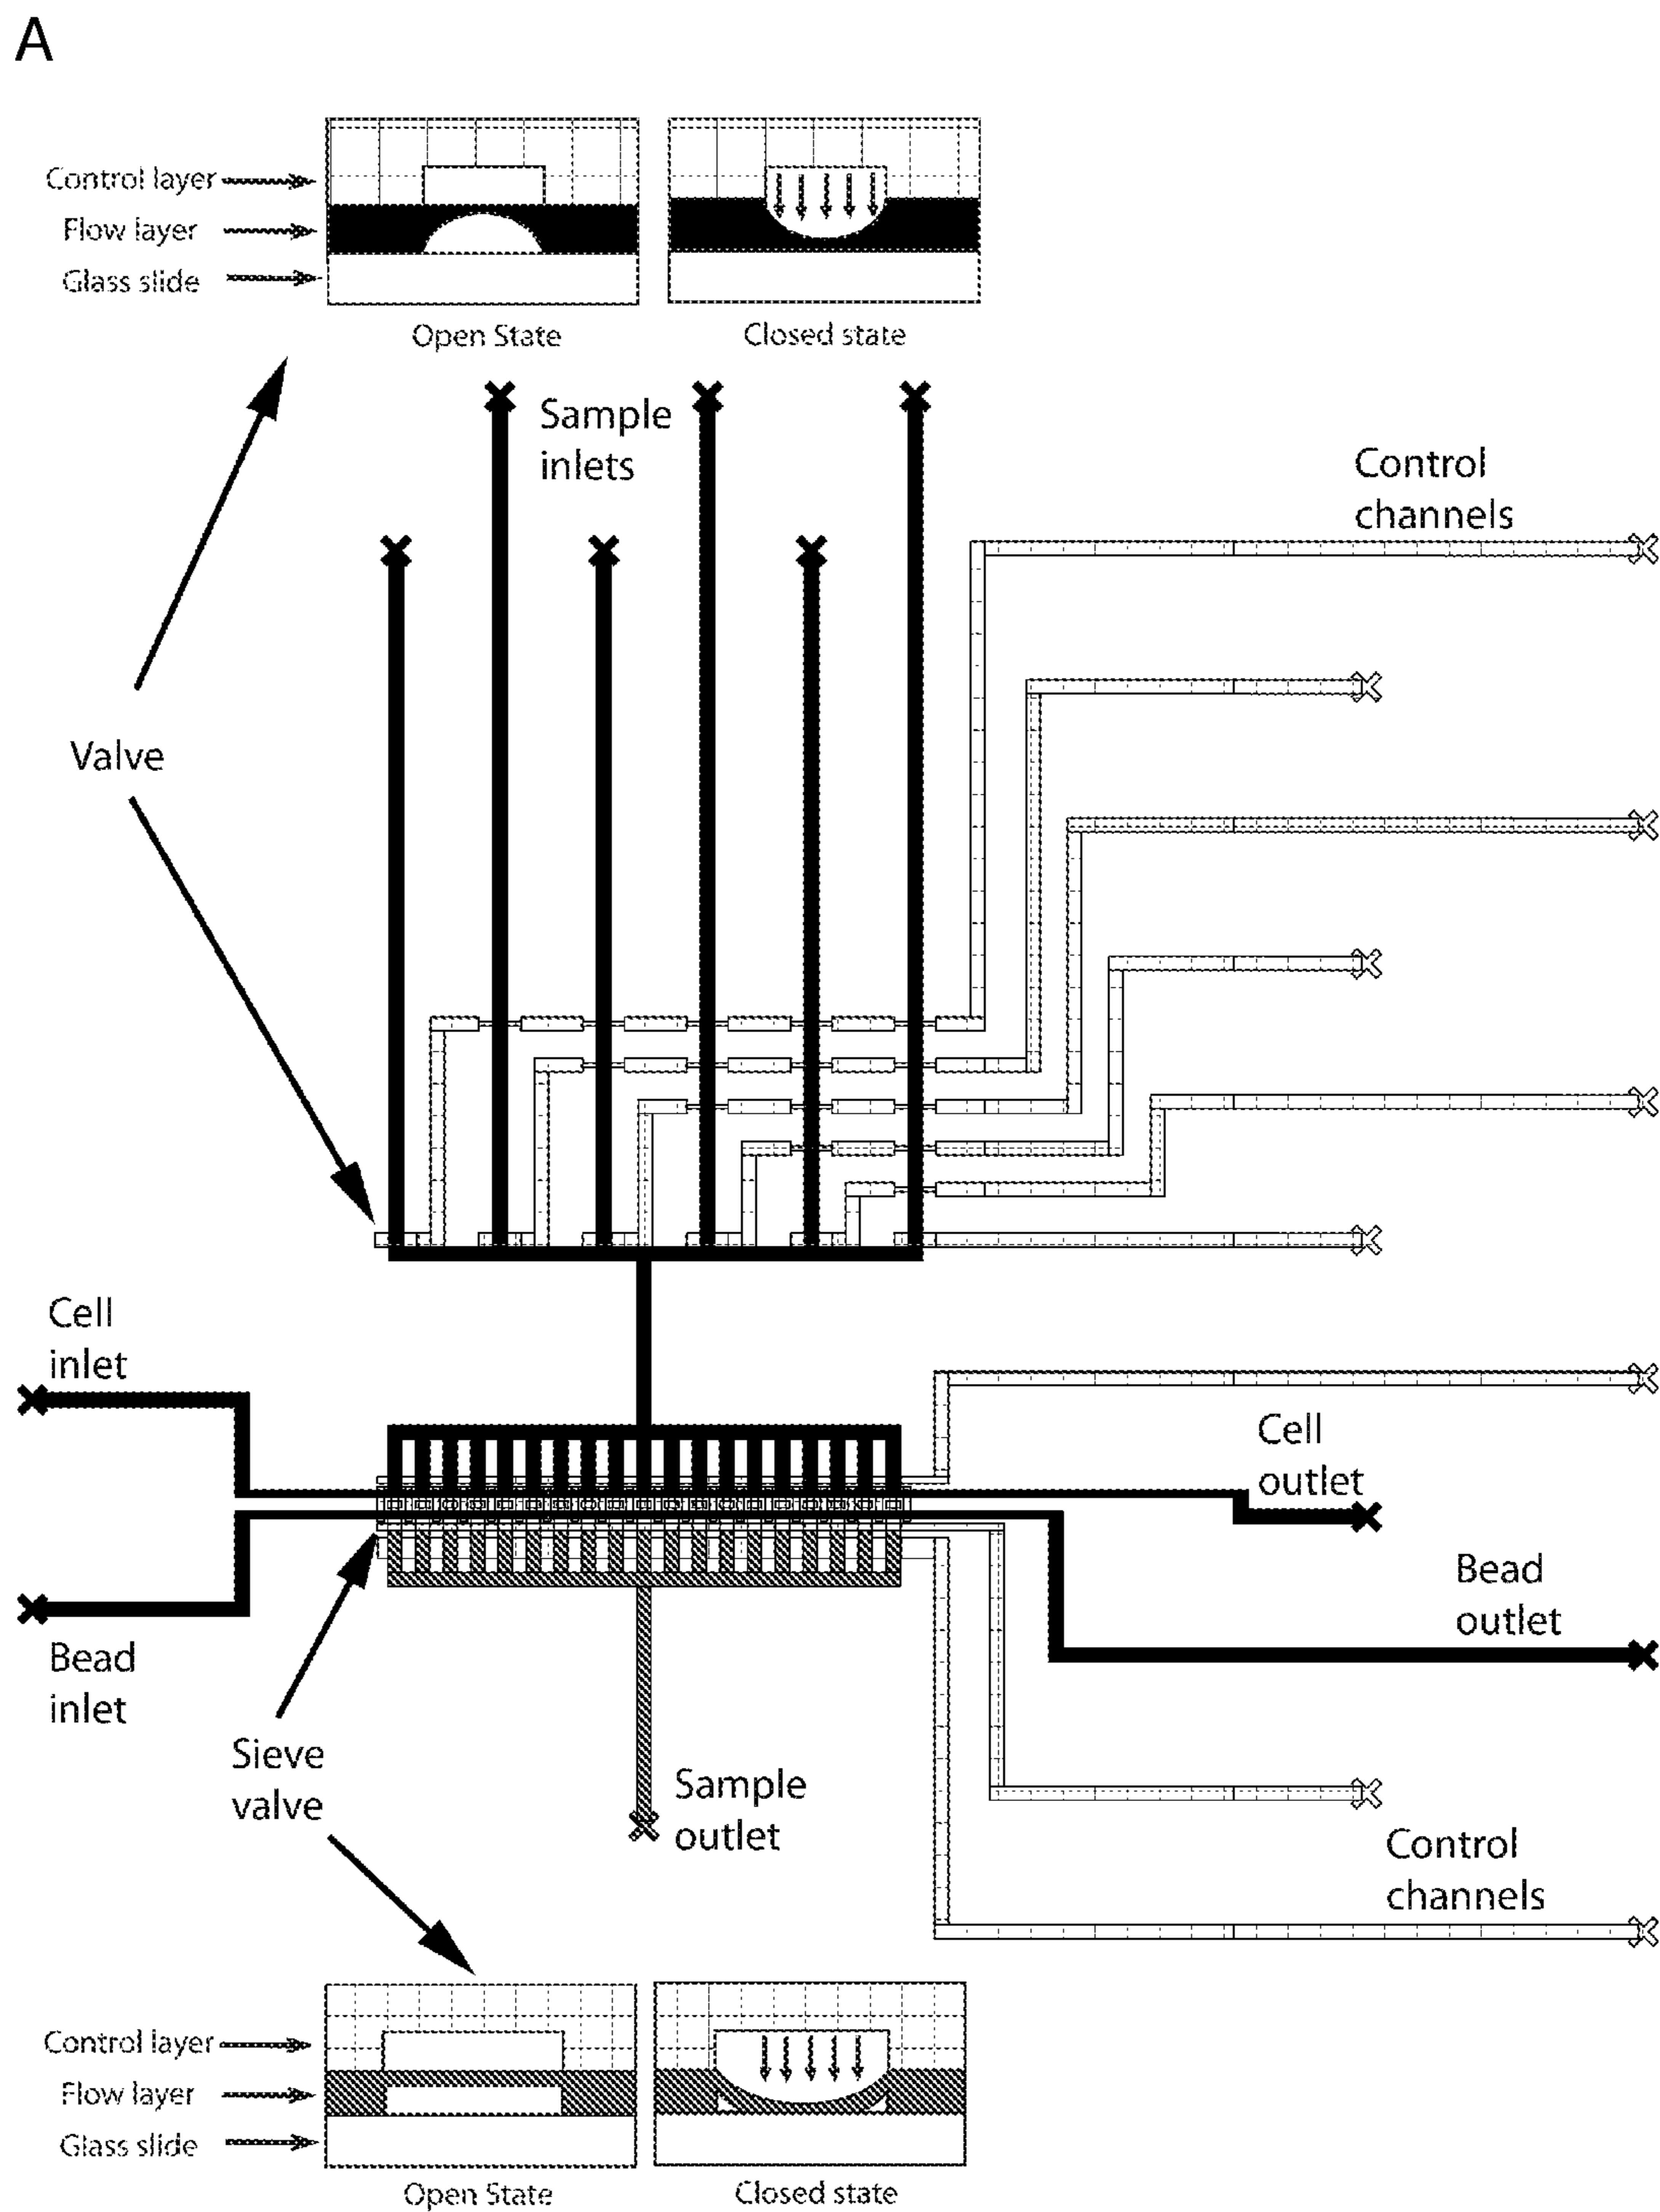 A
Control layer
Flow layer
Glass slide
Open State
Closed state
Sample
inlets
Control
channels
Valve
Cell
inlet
Cell
outlet
Bead
outlet
Bead
inlet
Sieve
valve
Sample
outlet
Control
channels
Control layer
Flow layer
Glass slide
Open State
Closed state